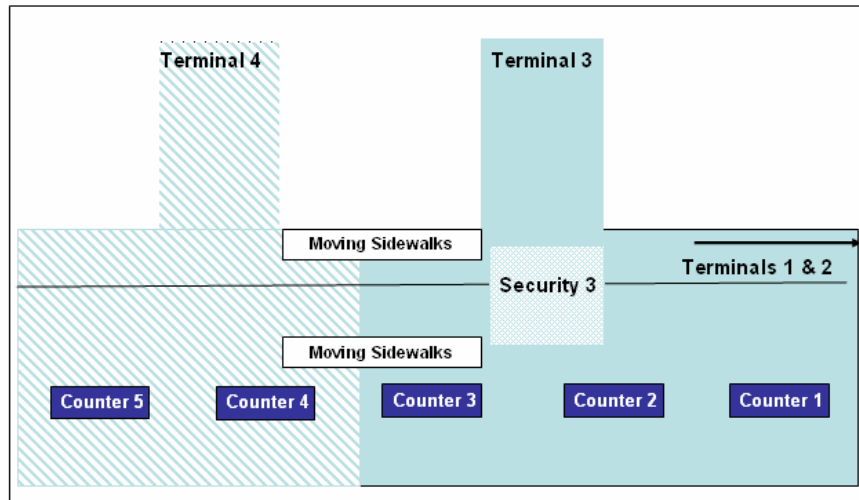 Terminal 4
Terminal 3
Moving Sidewalks
Terminals 1 & 2
Security 3
Moving Sidewalks
Counter 5
Counter 4
Counter 3
Counter 2
Counter 1